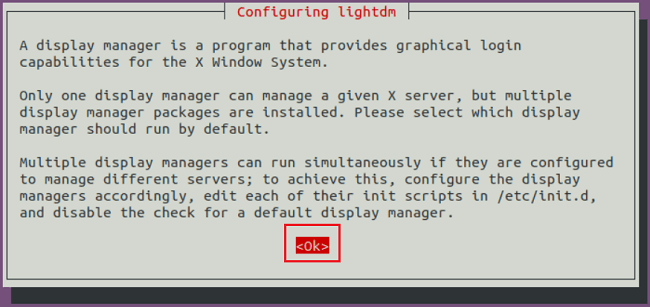 Configuring lightdm
A display manager is a program that provides graphical login
capabilities for the X Window System.
Only one display manager can manage a given X server, but multiple
display manager packages are installed. Please select which display
manager should run by default.
Multiple display managers can run simultaneously if they are configured
to manage different servers; to achieve this, configure the display
managers accordingly, edit each of their init scripts in /etc/init.d,
and disable the check for a default display manager.
<Ok>